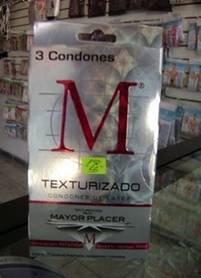 3 Condones
M
®
TEXTURIZADO
CONDONES DE LATEX
MAYOR PLACER
M